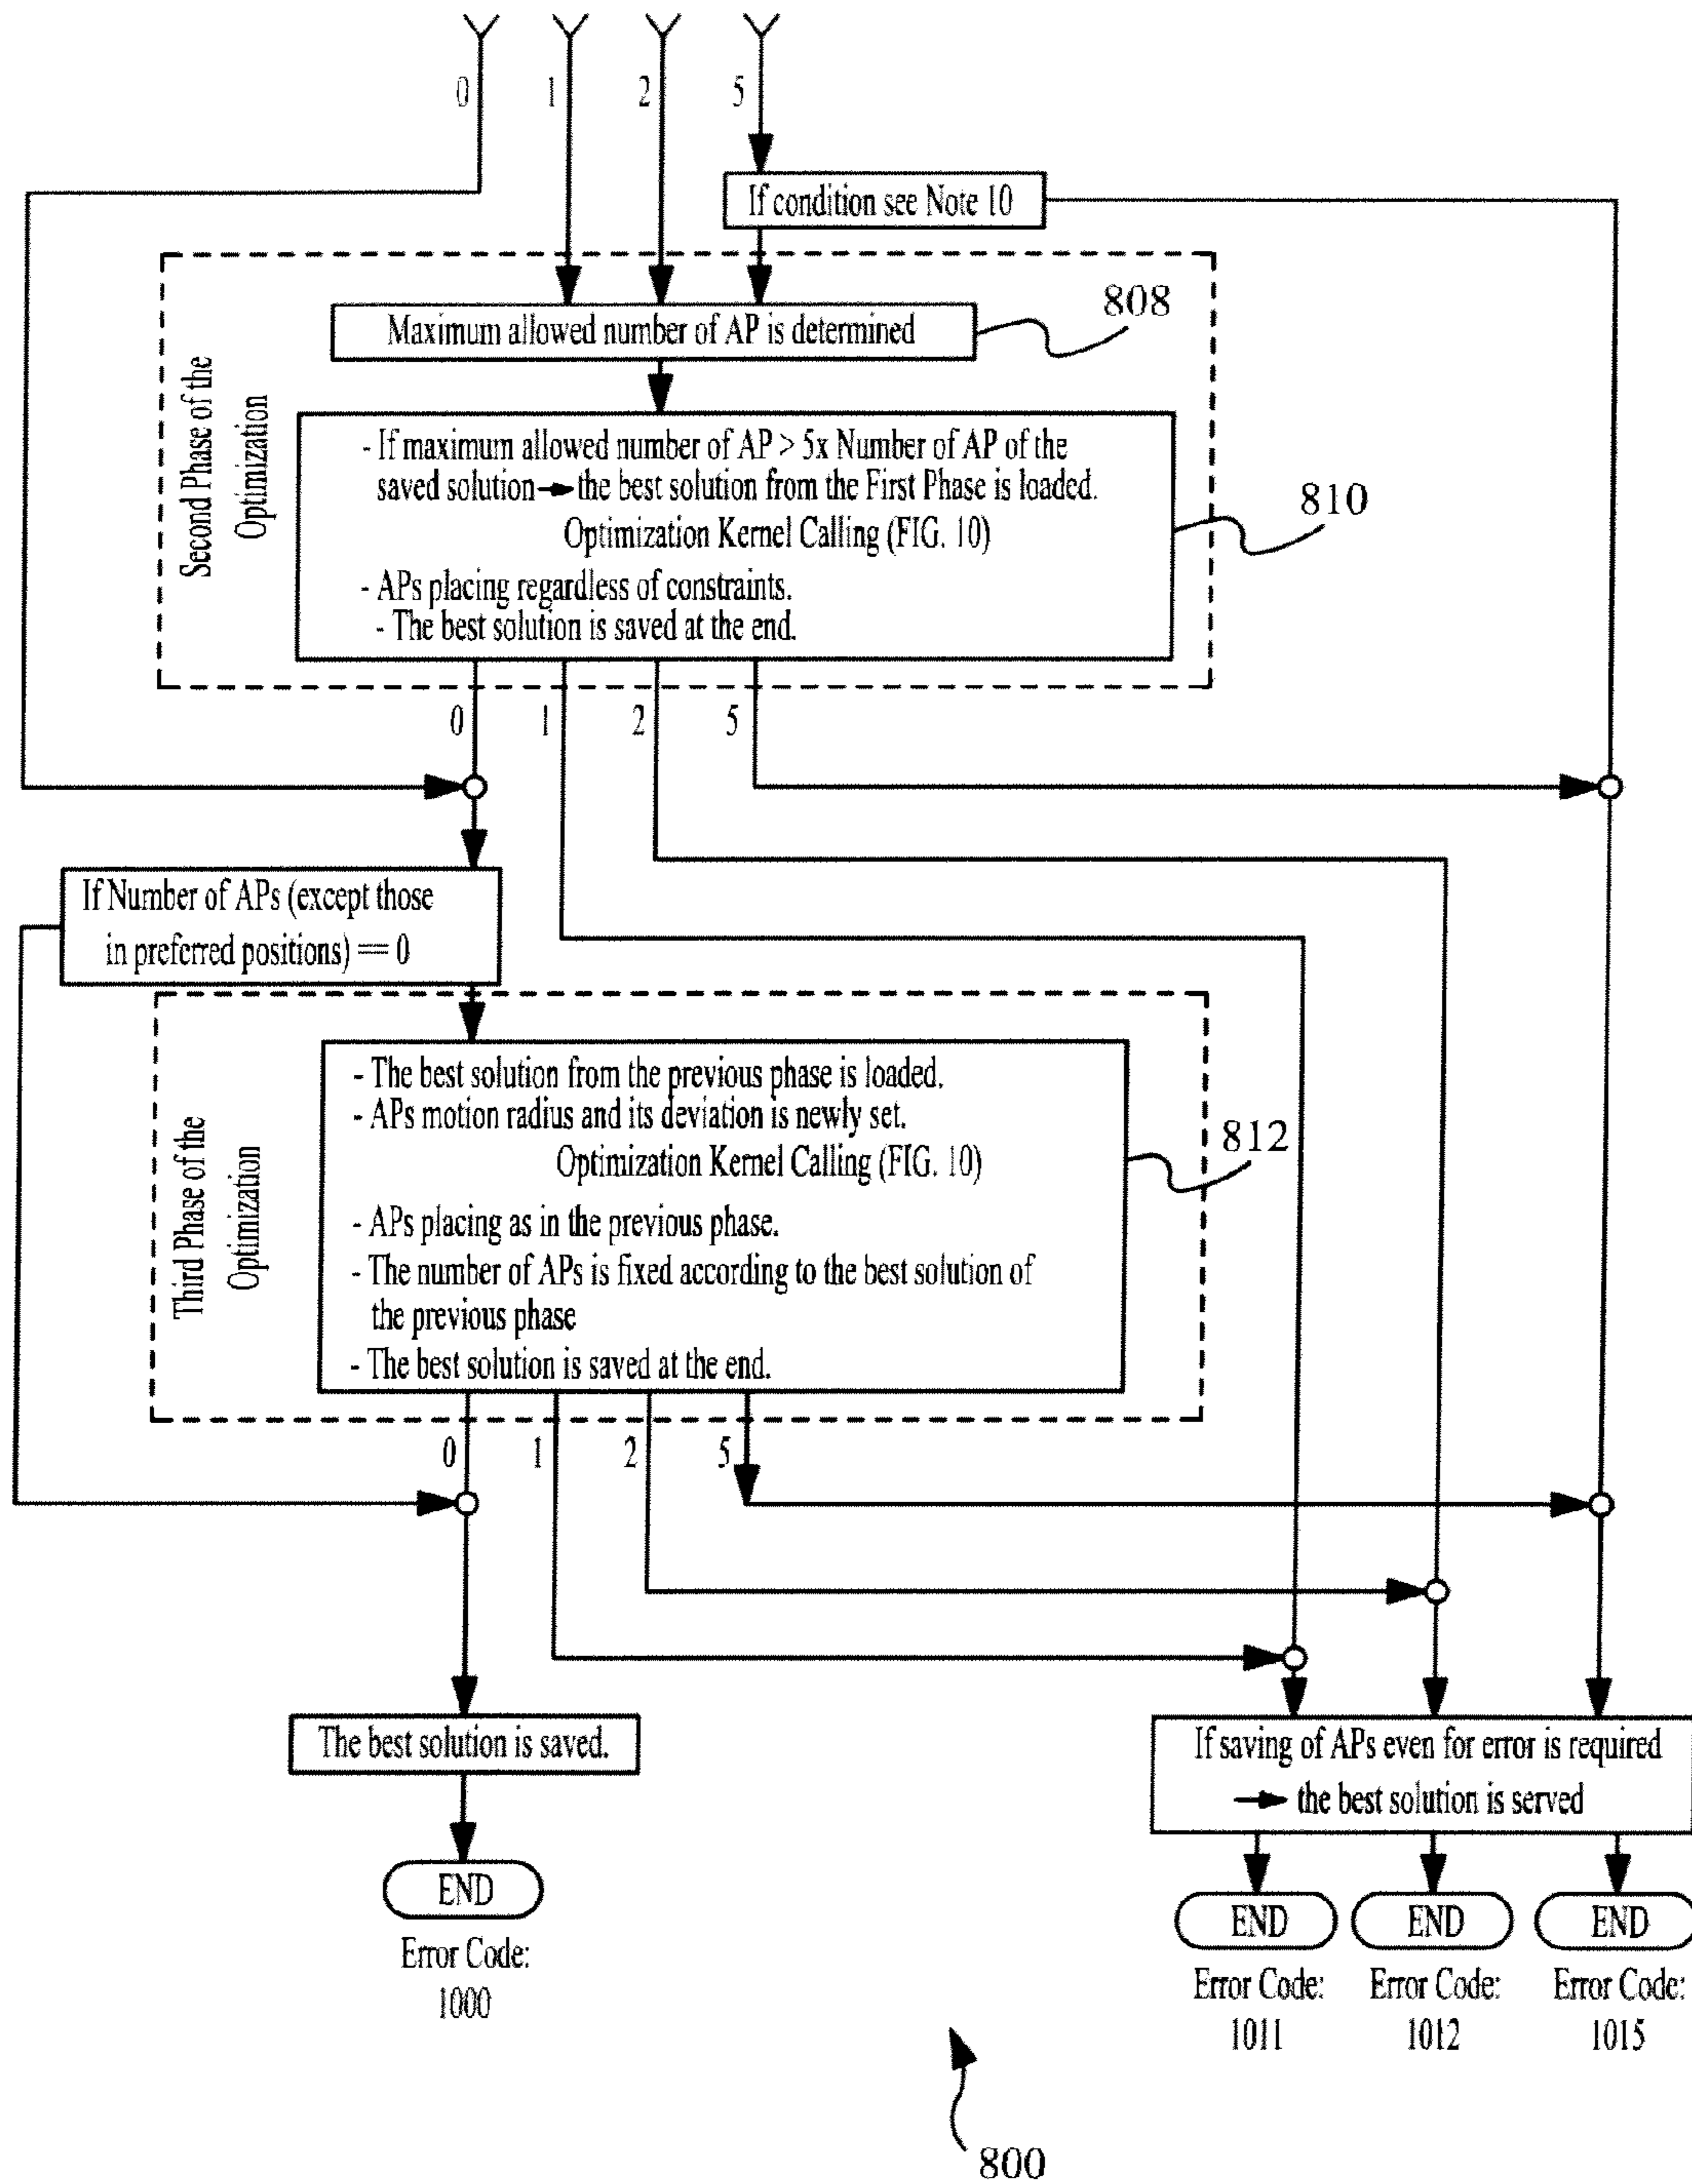 0 1 2 5
If condition see Note 10
Second Phase of the
Optimization
Maximum allowed number of AP is determined
808
- If maximum allowed number of AP > 5x Number of AP of the
saved solution → the best solution from the First Phase is loaded.
Optimization Kernel Calling (FIG. 10)
- APs placing regardless of constraints.
- The best solution is saved at the end.
810
0 1 2 5
If Number of APs (except those
in preferred positions) == 0
Third Phase of the
Optimization
- The best solution from the previous phase is loaded.
- APs motion radius and its deviation is newly set.
Optimization Kernel Calling (FIG. 10)
- APs placing as in the previous phase.
- The number of APs is fixed according to the best solution of
the previous phase
- The best solution is saved at the end.
812
0 1 2 5
The best solution is saved.
END
Error Code:
1000
If saving of APs even for error is required
→ the best solution is served
END END END
Error Code: Error Code: Error Code:
1011 1012 1015
800